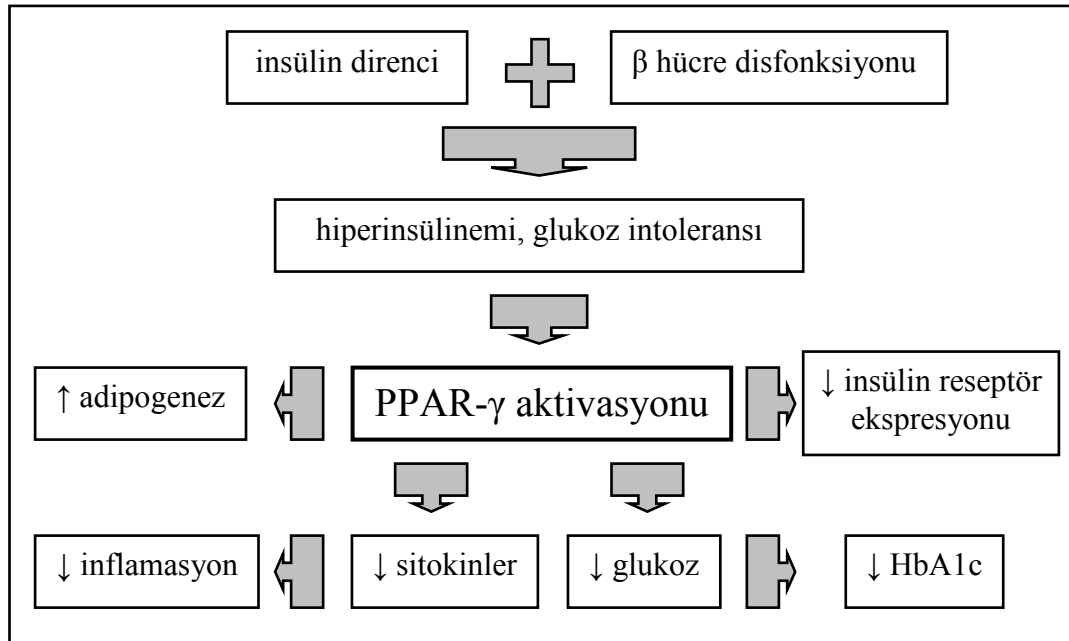 insülin direnci
β hücre disfonksiyonu
hiperinsülinemi, glukoz intoleransı
↑ adipogenez
PPAR-γ aktivasyonu
↓ insülin reseptör
ekspresyonu
↓ inflamasyon
↓ sitokinler
↓ glukoz
↓ HbA1c